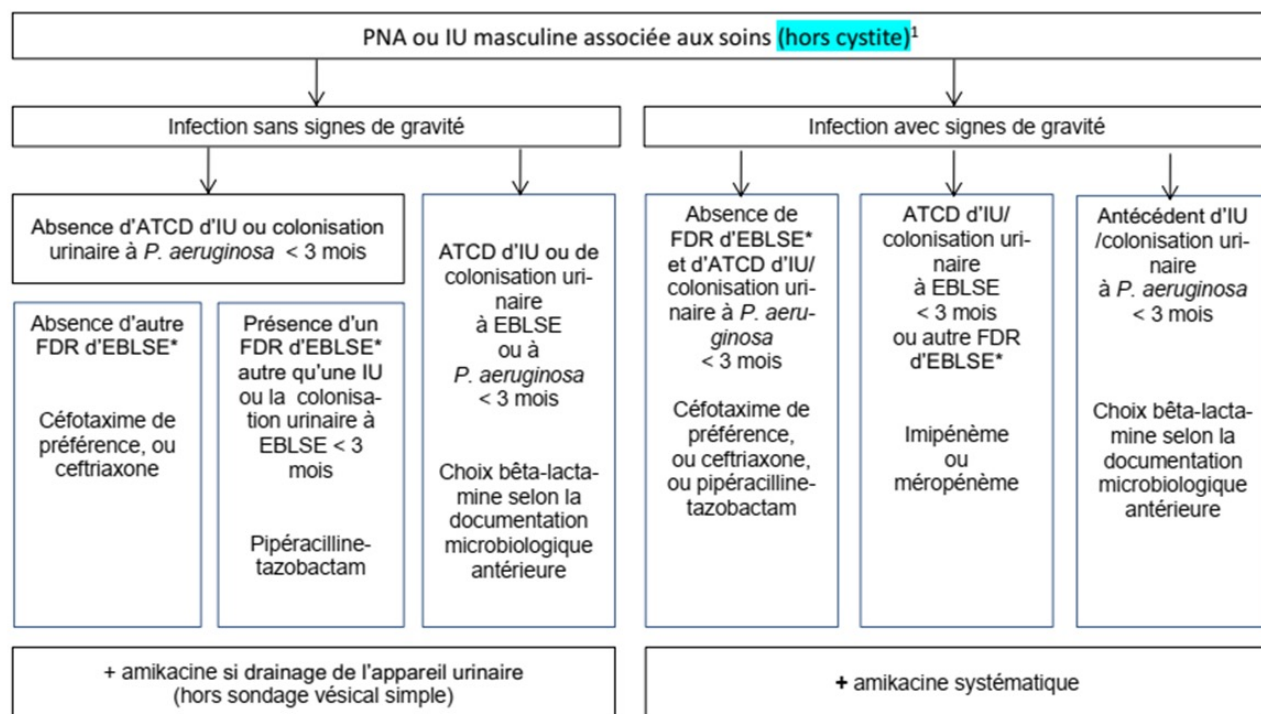 PNA ou IU masculine associée aux soins (hors cystite)¹
Infection sans signes de gravité
Infection avec signes de gravité
Absence d'ATCD d'IU ou colonisation
urinaire à P. aeruginosa < 3 mois
Absence d'autre
FDR d'EBLSE*
Céfotaxime de
préférence, ou
ceftriaxone
Présence d'un
FDR d'EBLSE*
autre qu'une IU
ou la colonisa-
tion urinaire à
EBLSE < 3
mois
Pipéracilline-
tazobactam
ATCD d'IU ou de
colonisation uri-
naire
à EBLSE
ou à
P. aeruginosa
< 3 mois
Choix bêta-lacta-
mine selon la
documentation
microbiologique
antérieure
Absence de
FDR d'EBLSE*
et d'ATCD d'IU/
colonisation uri-
naire à P. aeru-
ginosa
< 3 mois
Céfotaxime de
préférence,
ou ceftriaxone,
ou pipéracilline-
tazobactam
ATCD d'IU/
colonisation uri-
naire
à EBLSE
< 3 mois
ou autre FDR
d'EBLSE*
Imipénème
ou
méropénème
Antécédent d'IU
/colonisation uri-
naire
à P. aeruginosa
< 3 mois
Choix bêta-lacta-
mine selon la
documentation
microbiologique
antérieure
+ amikacine si drainage de l'appareil urinaire
(hors sondage vésical simple)
+ amikacine systématique